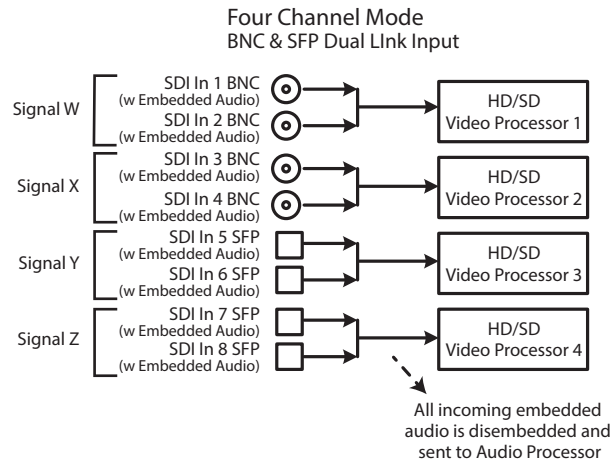 Four Channel Mode
BNC & SFP Dual LInk Input
Signal W
SDI In 1 BNC
(w Embedded Audio)
SDI In 2 BNC
(w Embedded Audio)
HD/SD
Video Processor 1
Signal X
SDI In 3 BNC
(w Embedded Audio)
SDI In 4 BNC
(w Embedded Audio)
HD/SD
Video Processor 2
Signal Y
SDI In 5 SFP
(w Embedded Audio)
SDI In 6 SFP
(w Embedded Audio)
HD/SD
Video Processor 3
Signal Z
SDI In 7 SFP
(w Embedded Audio)
SDI In 8 SFP
(w Embedded Audio)
HD/SD
Video Processor 4
All incoming embedded
audio is disembedded and
sent to Audio Processor